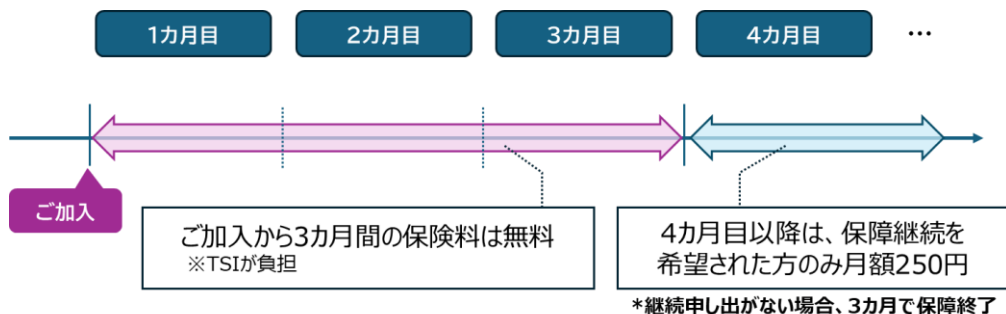 1カ月目
2カ月目
3カ月目
4カ月目
…
ご加入
ご加入から3カ月間の保険料は無料
※TSIが負担
4カ月目以降は、保障継続を
希望された方のみ月額250円
*継続申し出がない場合、3カ月で保障終了